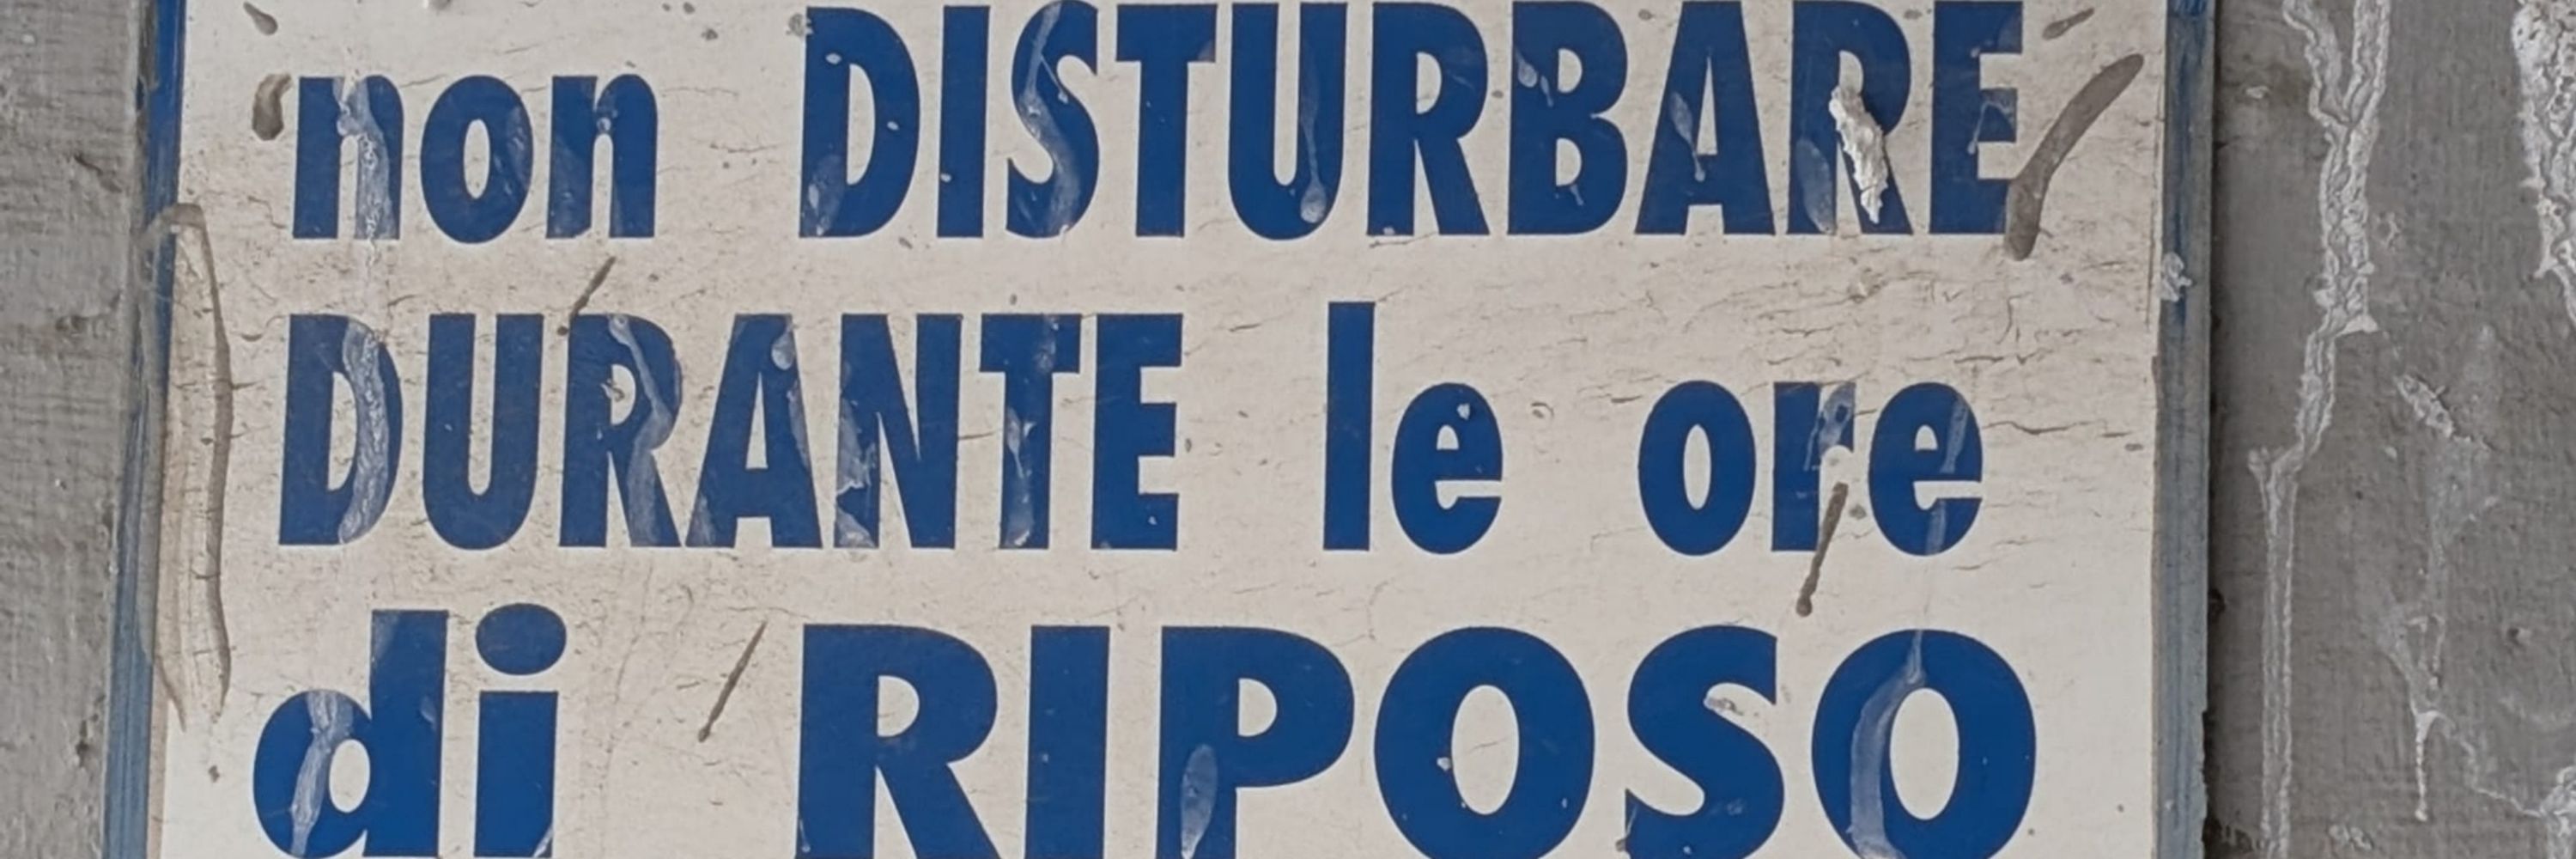 non DISTURBARE
DURANTE le ore
di RIPOSO